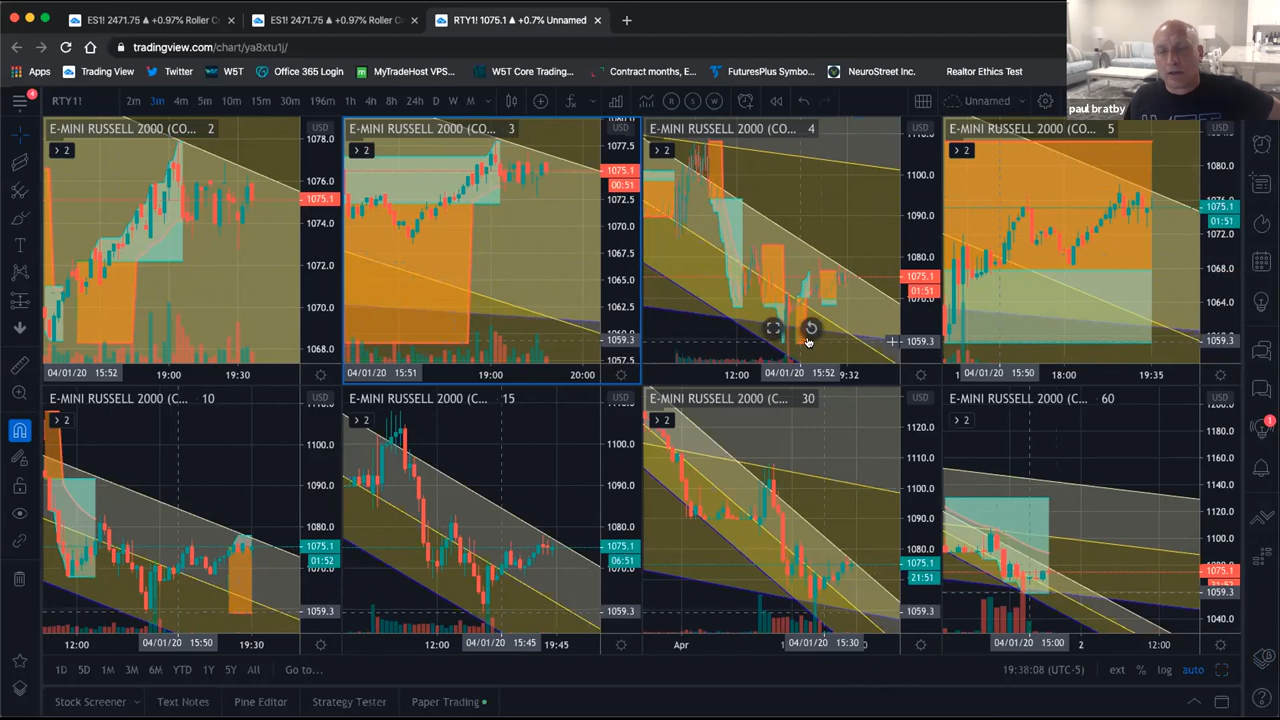 ES1! 2471.75 ▲ +0.97% Roller C
ES1! 2471.75 ▲ +0.97% Roller C
RTY1! 1075.1 ▲ +0.7% Unnamed
tradingview.com/chart/ya8xtu1j/
Apps
Trading View
Twitter
W5T
Office 365 Login
MyTradeHost VPS...
W5T Core Trading...
Contract months, E...
FuturesPlus Symbo...
NeuroStreet Inc.
Realtor Ethics Test
paul bratby
4
RTY1!
2m 3m 4m 5m 10m 15m 30m 196m 1h 4h 8h 24h D W M
R S W
Unnamed
E-MINI RUSSELL 2000 (CO... 2
USD
2
1078.0
1076.0
1075.1
1074.0
1072.0
1070.0
1068.0
04/01/20 15:52
19:00
19:30
E-MINI RUSSELL 2000 (CO... 3
USD
2
1077.5
1075.1
00:51
1072.5
1070.0
1067.5
1065.0
1062.5
1059.3
1057.5
04/01/20 15:51
19:00
20:00
E-MINI RUSSELL 2000 (CO... 4
USD
2
1100.0
1090.0
1080.0
1075.1
01:51
1059.3
12:00
04/01/20 15:52
9:32
E-MINI RUSSELL 2000 (CO... 5
USD
2
1080.0
1075.1
01:51
1072.0
1068.0
1064.0
1059.3
04/01/20 15:50
18:00
19:35
E-MINI RUSSELL 2000 (C... 10
USD
2
1100.0
1090.0
1080.0
1075.1
01:52
1059.3
12:00
04/01/20 15:50
19:30
E-MINI RUSSELL 2000 (C... 15
USD
2
1100.0
1090.0
1080.0
1075.1
06:51
1059.3
12:00
04/01/20 15:45
19:45
E-MINI RUSSELL 2000 (C... 30
USD
2
1120.0
1110.0
1100.0
1090.0
1080.0
1075.1
21:51
1059.3
Apr
04/01/20 15:30
E-MINI RUSSELL 2000 (C... 60
USD
2
1180.0
1160.0
1140.0
1120.0
1100.0
1075.1
1059.3
1040.0
04/01/20 15:00
2
12:00
1
1D 5D 1M 3M 6M YTD 1Y 5Y All Go to...
19:38:08 (UTC-5) ext % log auto
Stock Screener
Text Notes
Pine Editor
Strategy Tester
Paper Trading